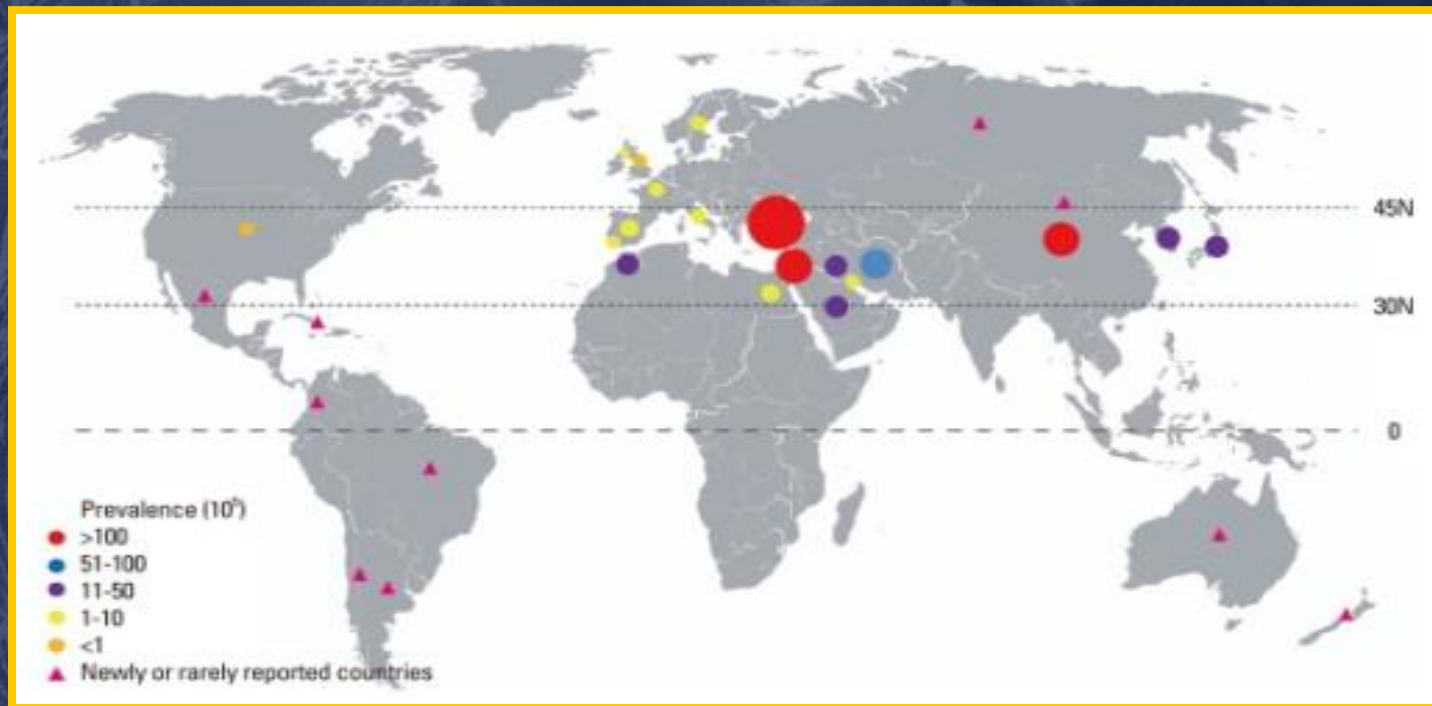 45N
30N
0
Prevalence (10⁵)
>100
51-100
11-50
1-10
<1
Newly or rarely reported countries